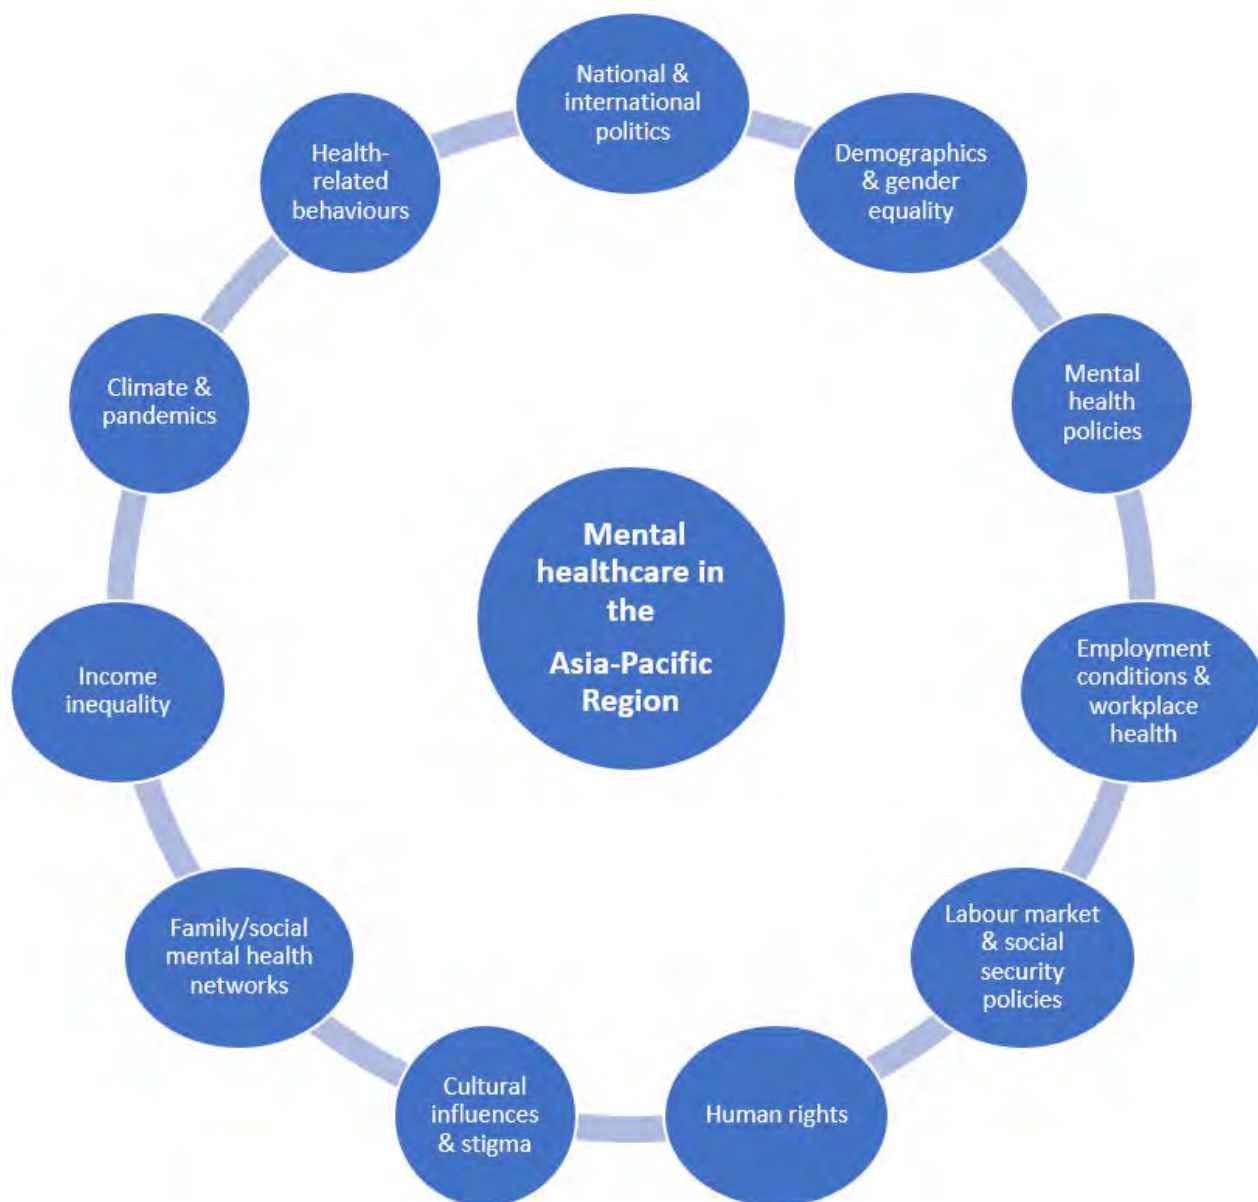 National &
international
politics
Demographics
& gender
equality
Mental
health
policies
Employment
conditions &
workplace
health
Labour market
& social
security
policies
Human rights
Cultural
influences
& stigma
Family/social
mental health
networks
Income
inequality
Climate &
pandemics
Health-
related
behaviours
Mental
healthcare in
the
Asia-Pacific
Region